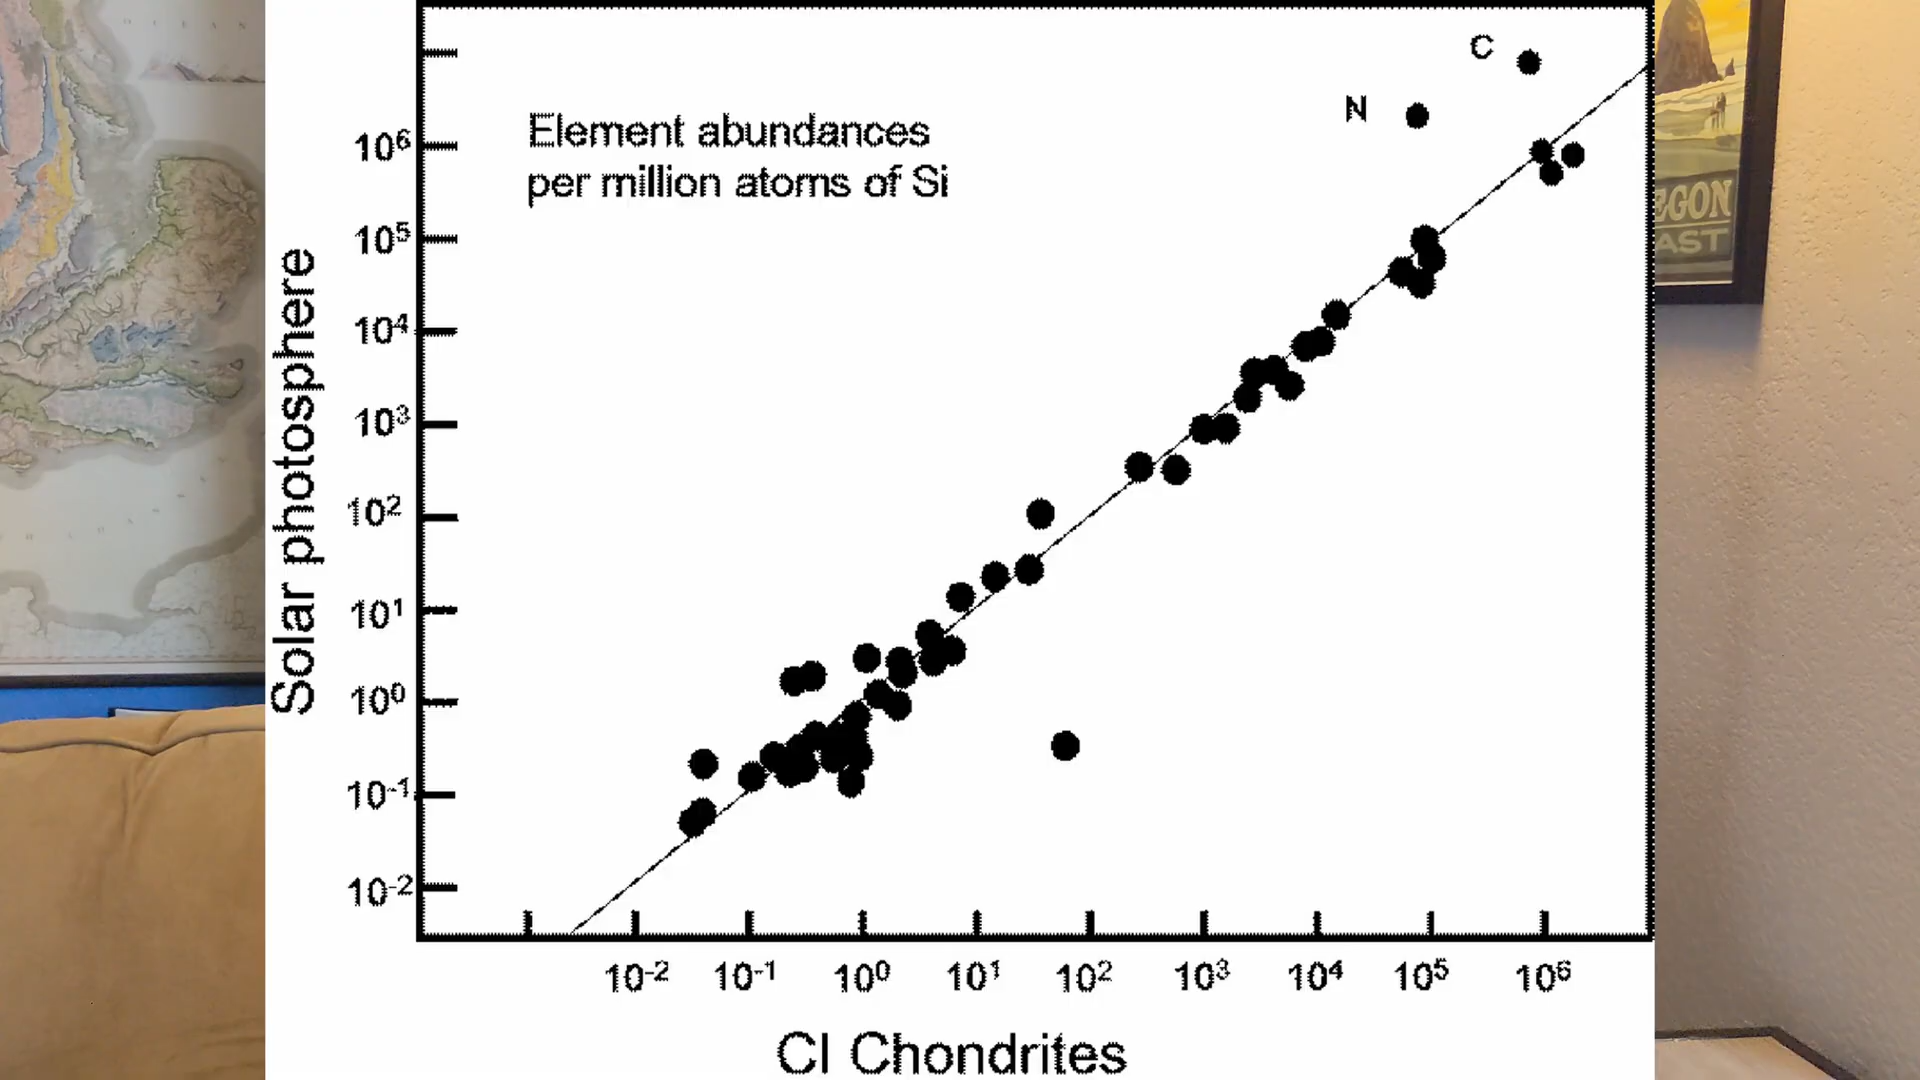 C
N
Element abundances
per million atoms of Si
Solar photosphere
10⁶
10⁵
10⁴
10³
10²
10¹
10⁰
10⁻¹
10⁻²
10⁻² 10⁻¹ 10⁰ 10¹ 10² 10³ 10⁴ 10⁵ 10⁶
CI Chondrites
EGON
AST